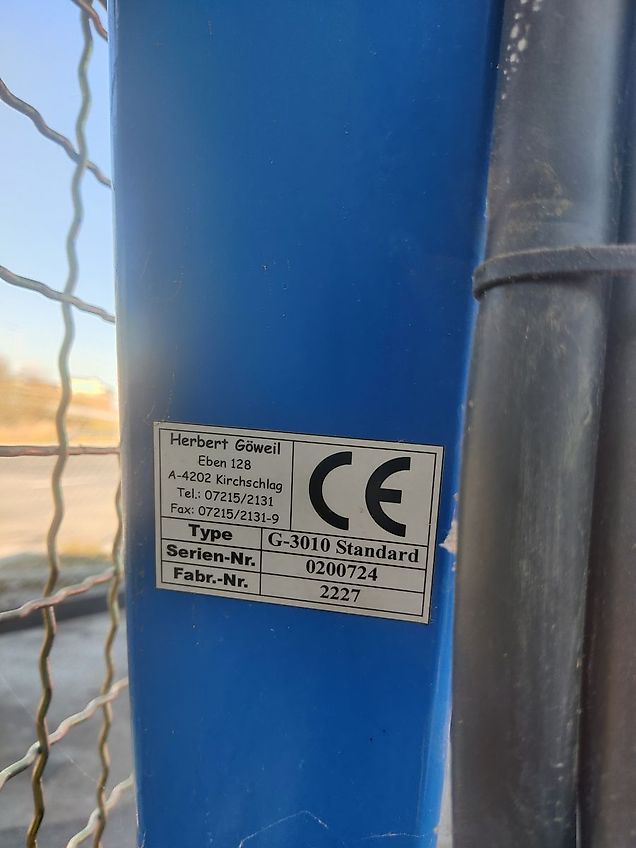 Herbert Göweil
Eben 128
A-4202 Kirchschlag
Tel.: 07215/2131
Fax: 07215/2131-9
CE
Type G-3010 Standard
Serien-Nr. 0200724
Fabr.-Nr. 2227